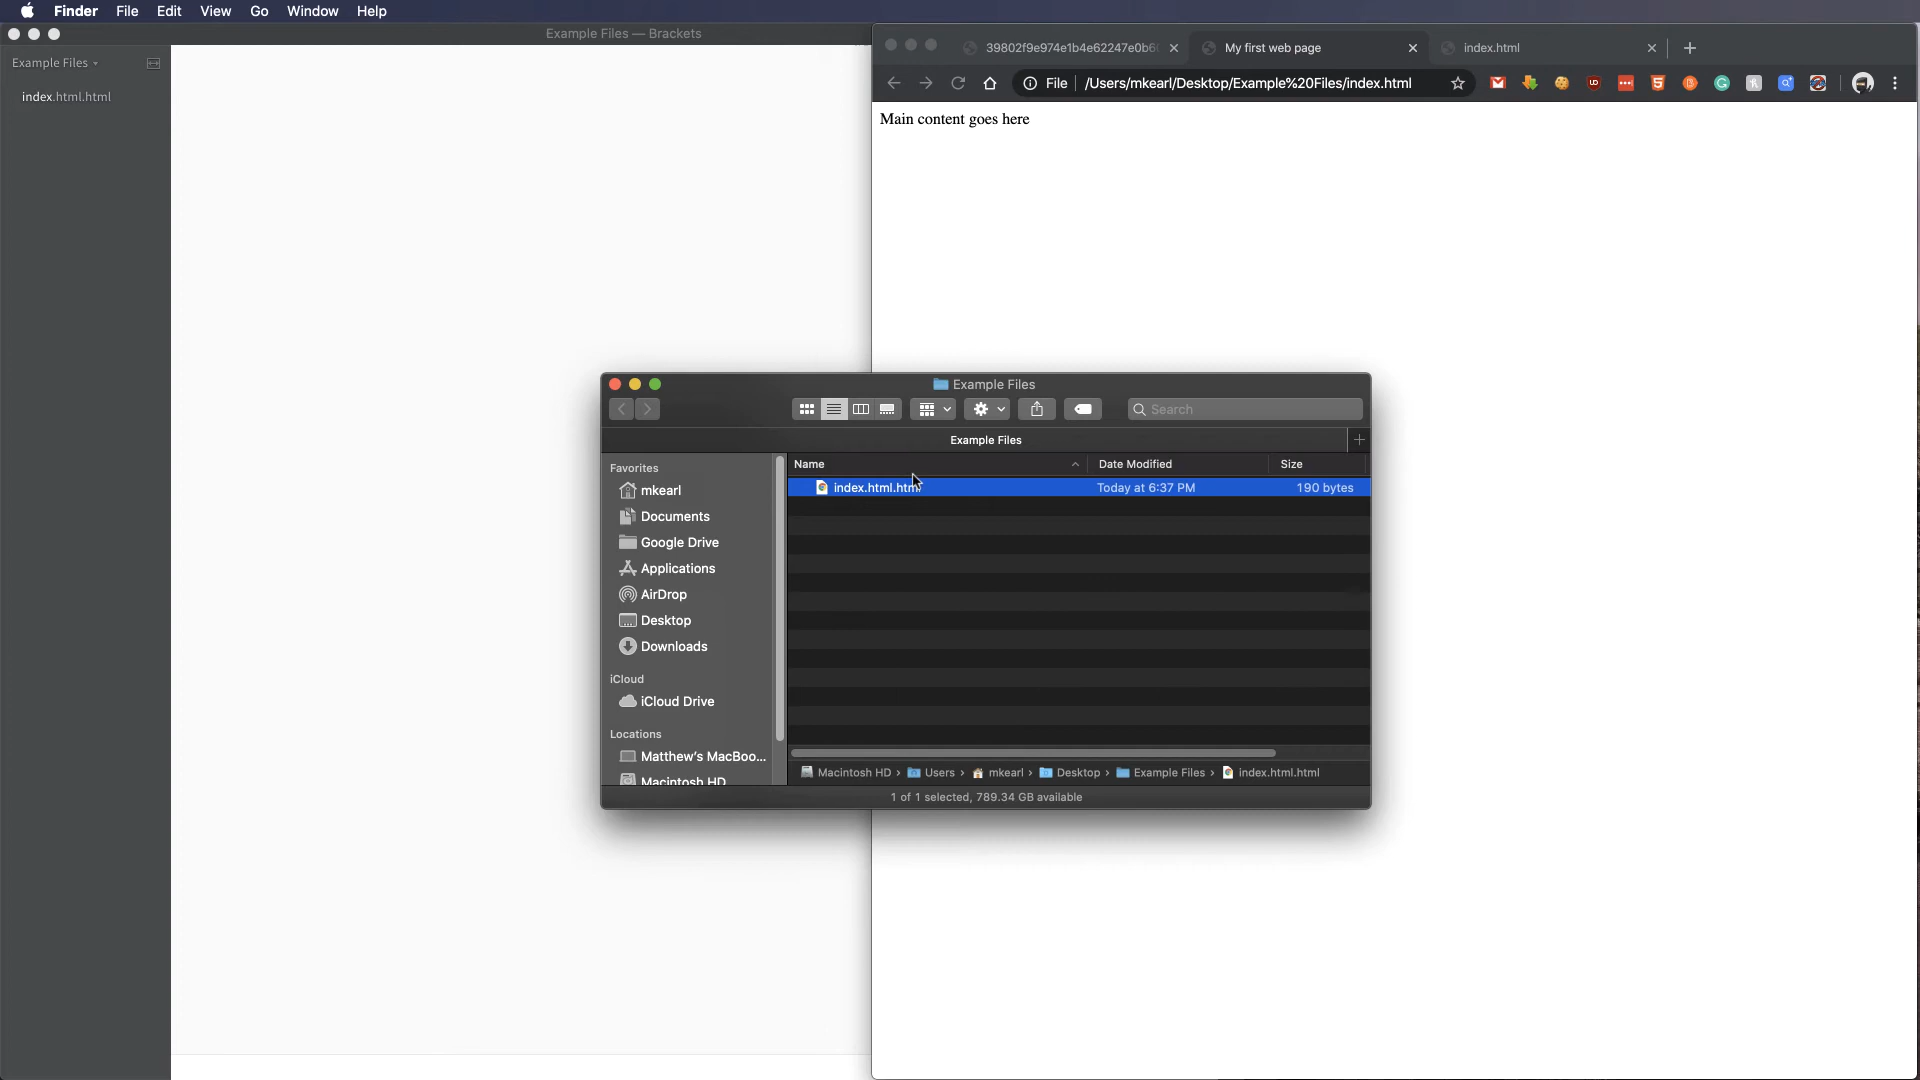 Finder File Edit View Go Window Help
Example Files — Brackets
Example Files
index.html.html
39802f9e974e1b4e62247e0b6
My first web page
index.html
File /Users/mkearl/Desktop/Example%20Files/index.html
Main content goes here
Example Files
Search
Example Files
Name Date Modified Size
index.html.html Today at 6:37 PM 190 bytes
Favorites
mkearl
Documents
Google Drive
Applications
AirDrop
Desktop
Downloads
iCloud
iCloud Drive
Locations
Matthew's MacBoo...
Macintosh HD
Macintosh HD › Users › mkearl › Desktop › Example Files › index.html.html
1 of 1 selected, 789.34 GB available